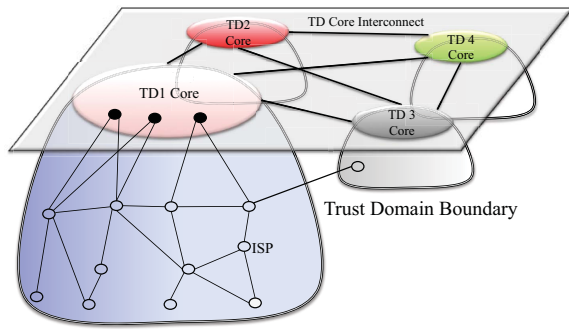 TD2
Core
TD Core Interconnect
TD 4
Core
TD1 Core
TD 3
Core
Trust Domain Boundary
ISP